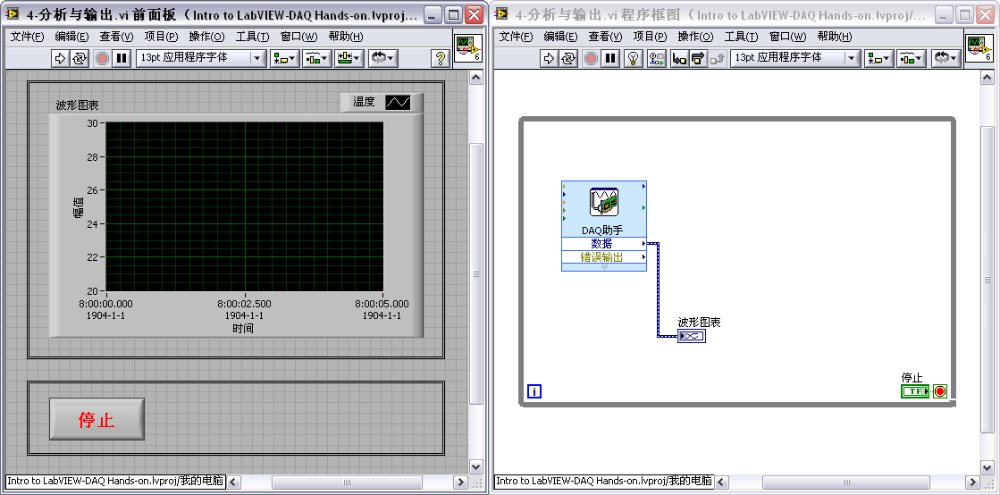 4-分析与输出.vi 前面板（Intro to LabVIEW-DAQ Hands-on.lvproj...
文件(F) 编辑(E) 查看(V) 项目(P) 操作(O) 工具(T) 窗口(W) 帮助(H)
13pt 应用程序字体
?
6
波形图表
温度
30
28
26
24
22
20
幅值
8:00:00.000 8:00:02.500 8:00:05.000
1904-1-1 1904-1-1 1904-1-1
时间
停止
Intro to LabVIEW-DAQ Hands-on.lvproj/我的电脑
4-分析与输出.vi 程序框图（Intro to LabVIEW-DAQ Hands-on.lvproj/...
文件(F) 编辑(E) 查看(V) 项目(P) 操作(O) 工具(T) 窗口(W) 帮助(H)
13pt 应用程序字体
6
DAQ助手
数据
错误输出
波形图表
i
停止
TF
Intro to LabVIEW-DAQ Hands-on.lvproj/我的电脑